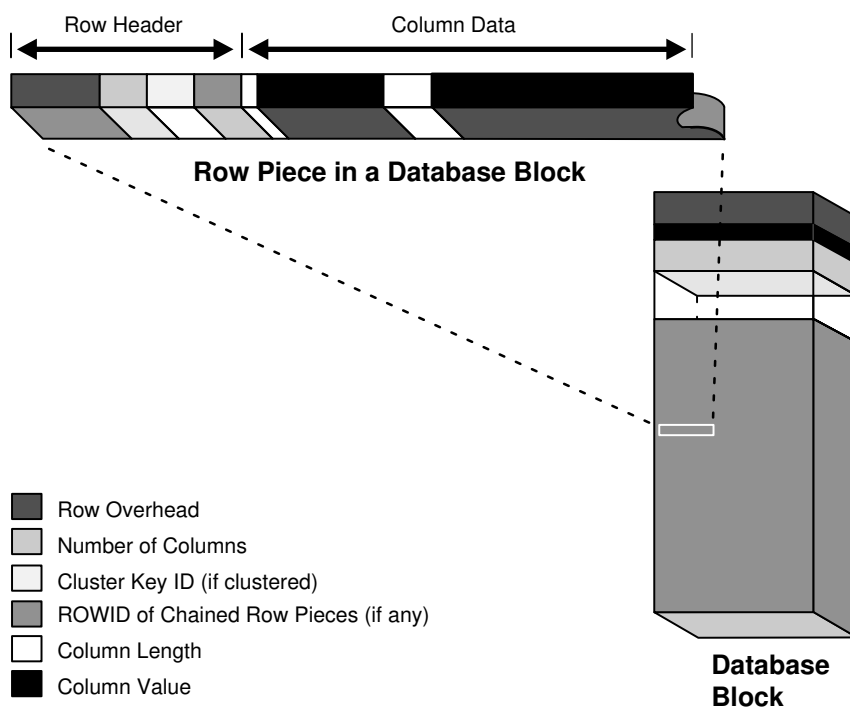 Row Header
Column Data
Row Piece in a Database Block
Row Overhead
Number of Columns
Cluster Key ID (if clustered)
ROWID of Chained Row Pieces (if any)
Column Length
Column Value
Database
Block